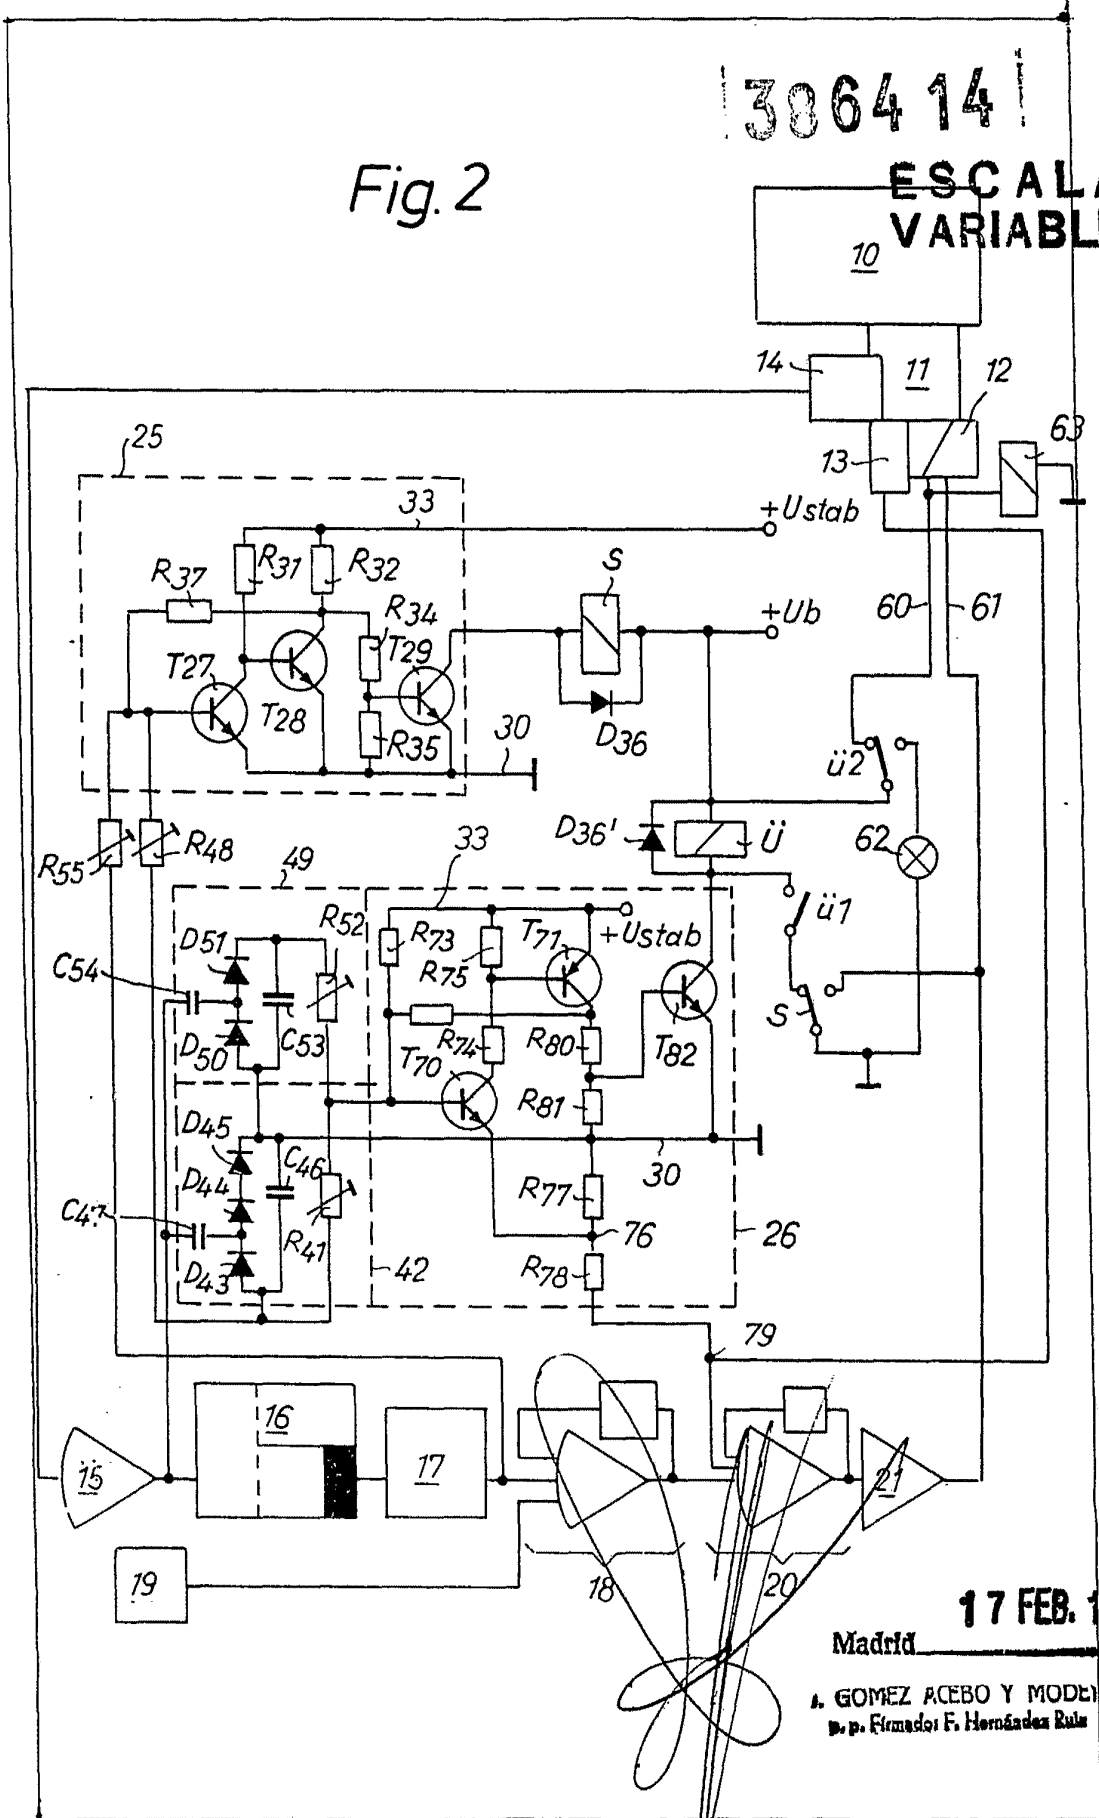 386414
Fig. 2
ESCALA
VARIABL
10
14
11
12
63
13
25
33
+Ustab
S
R37
R31
R32
R34
+Ub
60
61
T27
T28
T29
R35
D36
30
ü2
D36'
Ü
62
R55
R48
49
33
ü1
R52
R73
R75
T71
+Ustab
D51
C54
S
D50
C53
R74
R80
T82
T70
R81
D45
C46
30
D44
R77
C47
R41
76
26
D43
42
R78
79
16
15
17
21
19
18
20
17 FEB. 1
Madrid
A. GOMEZ ACEBO Y MODE
p. p. Firmado: F. Hernández Ruiz